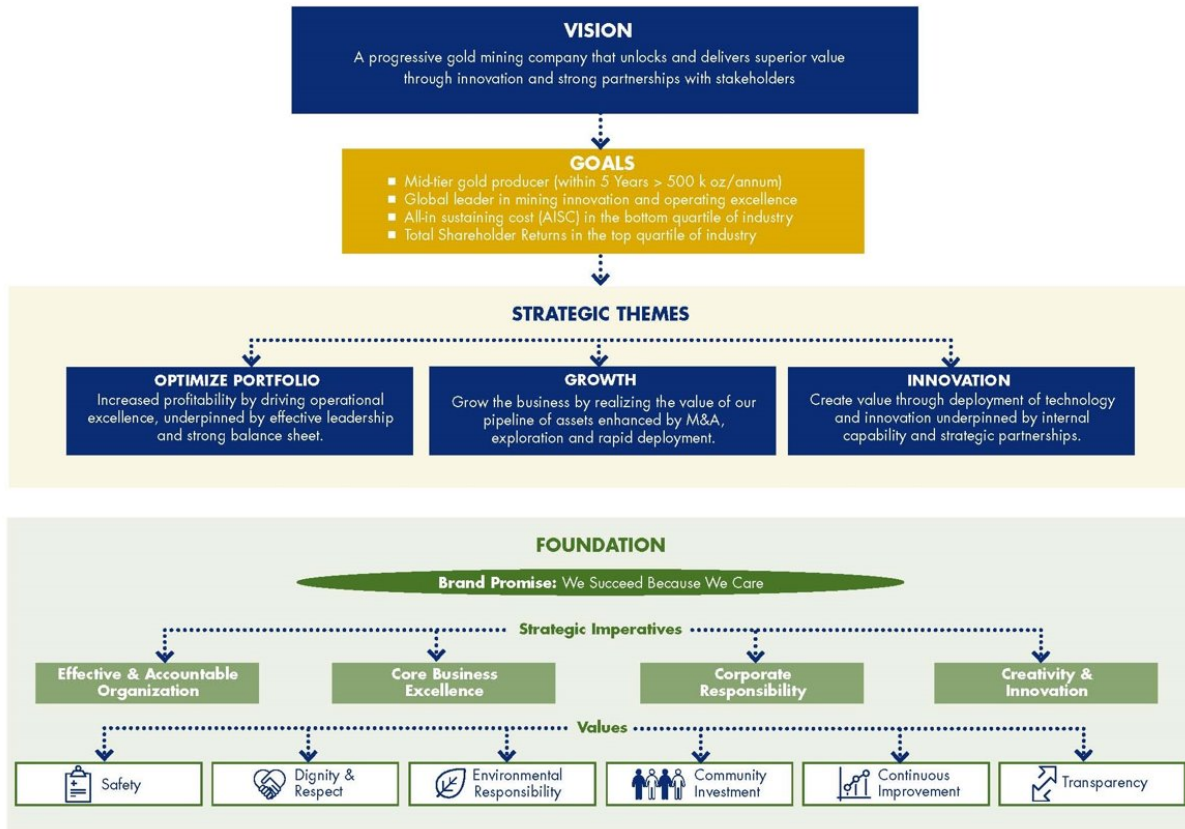 VISION
A progressive gold mining company that unlocks and delivers superior value
through innovation and strong partnerships with stakeholders
GOALS
■ Mid-tier gold producer (within 5 Years > 500 k oz/annum)
■ Global leader in mining innovation and operating excellence
■ All-in sustaining cost (AISC) in the bottom quartile of industry
■ Total Shareholder Returns in the top quartile of industry
STRATEGIC THEMES
OPTIMIZE PORTFOLIO
Increased profitability by driving operational
excellence, underpinned by effective leadership
and strong balance sheet.
GROWTH
Grow the business by realizing the value of our
pipeline of assets enhanced by M&A,
exploration and rapid deployment.
INNOVATION
Create value through deployment of technology
and innovation underpinned by internal
capability and strategic partnerships.
FOUNDATION
Brand Promise: We Succeed Because We Care
Strategic Imperatives
Effective & Accountable
Organization
Core Business
Excellence
Corporate
Responsibility
Creativity &
Innovation
Values
Safety
Dignity &
Respect
Environmental
Responsibility
Community
Investment
Continuous
Improvement
Transparency